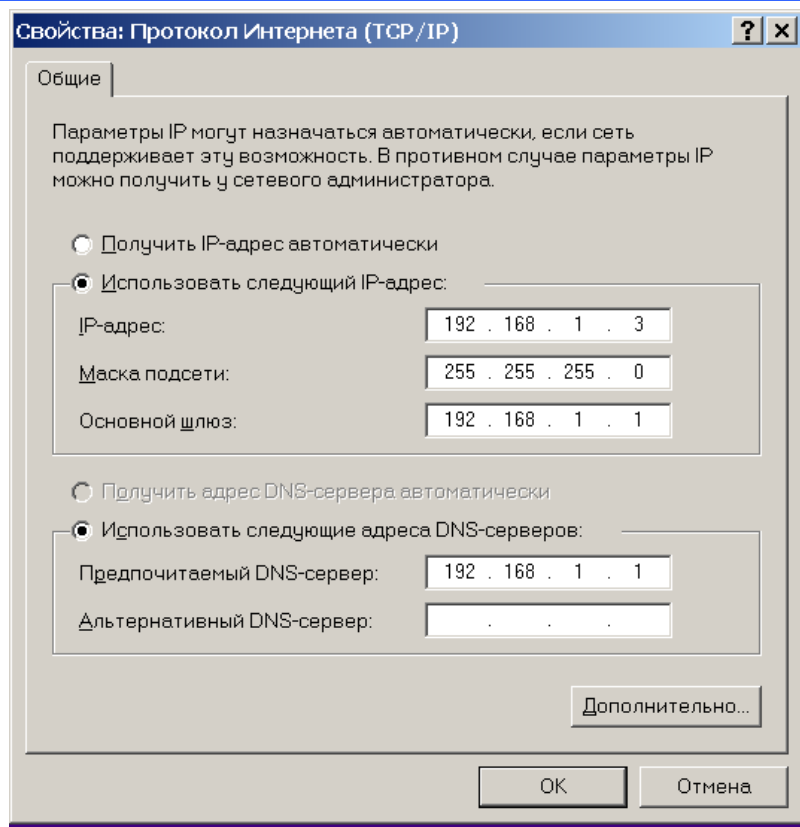 Свойства: Протокол Интернета (TCP/IP)
Общие
Параметры IP могут назначаться автоматически, если сеть
поддерживает эту возможность. В противном случае параметры IP
можно получить у сетевого администратора.
Получить IP-адрес автоматически
Использовать следующий IP-адрес:
IP-адрес: 192 . 168 . 1 . 3
Маска подсети: 255 . 255 . 255 . 0
Основной шлюз: 192 . 168 . 1 . 1
Получить адрес DNS-сервера автоматически
Использовать следующие адреса DNS-серверов:
Предпочитаемый DNS-сервер: 192 . 168 . 1 . 1
Альтернативный DNS-сервер: . . .
Дополнительно...
OK Отмена